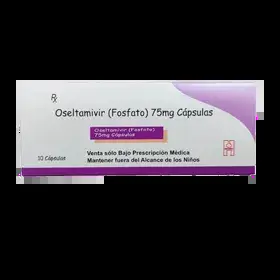 Rx
Oseltamivir (Fosfato) 75mg Cápsulas
Oseltamivir (Fosfato)
75mg Cápsulas
10 Cápsulas
Venta sólo Bajo Prescripción Médica
Mantener fuera del Alcance de los Niños